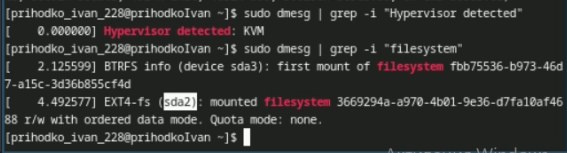 [prihodko_ivan_228@prihodkoIvan ~]$ sudo dmesg | grep -i "Hypervisor detected"
[    0.000000] Hypervisor detected: KVM
[prihodko_ivan_228@prihodkoIvan ~]$ sudo dmesg | grep -i "filesystem"
[    2.125599] BTRFS info (device sda3): first mount of filesystem fbb75536-b973-46d
7-a15c-3d36b855cf4d
[    4.492577] EXT4-fs (sda2): mounted filesystem 3669294a-a970-4b01-9e36-d7fa10af46
88 r/w with ordered data mode. Quota mode: none.
[prihodko_ivan_228@prihodkoIvan ~]$